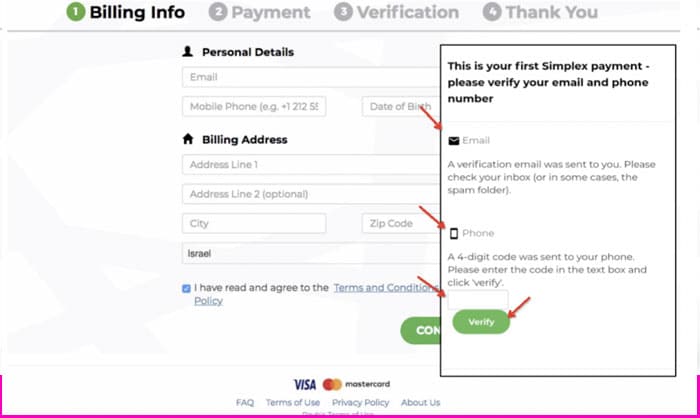 1 Billing Info 2 Payment 3 Verification 4 Thank You
Personal Details
Email
Mobile Phone (e.g. +1 212 55
Date of Birth
Billing Address
Address Line 1
Address Line 2 (optional)
City
Zip Code
Israel
I have read and agree to the Terms and Conditions
Policy
CON
This is your first Simplex payment -
please verify your email and phone
number
Email
A verification email was sent to you. Please
check your inbox (or in some cases, the
spam folder).
Phone
A 4-digit code was sent to your phone.
Please enter the code in the text box and
click 'verify'.
Verify
VISA mastercard
FAQ Terms of Use Privacy Policy About Us
Terms of Use